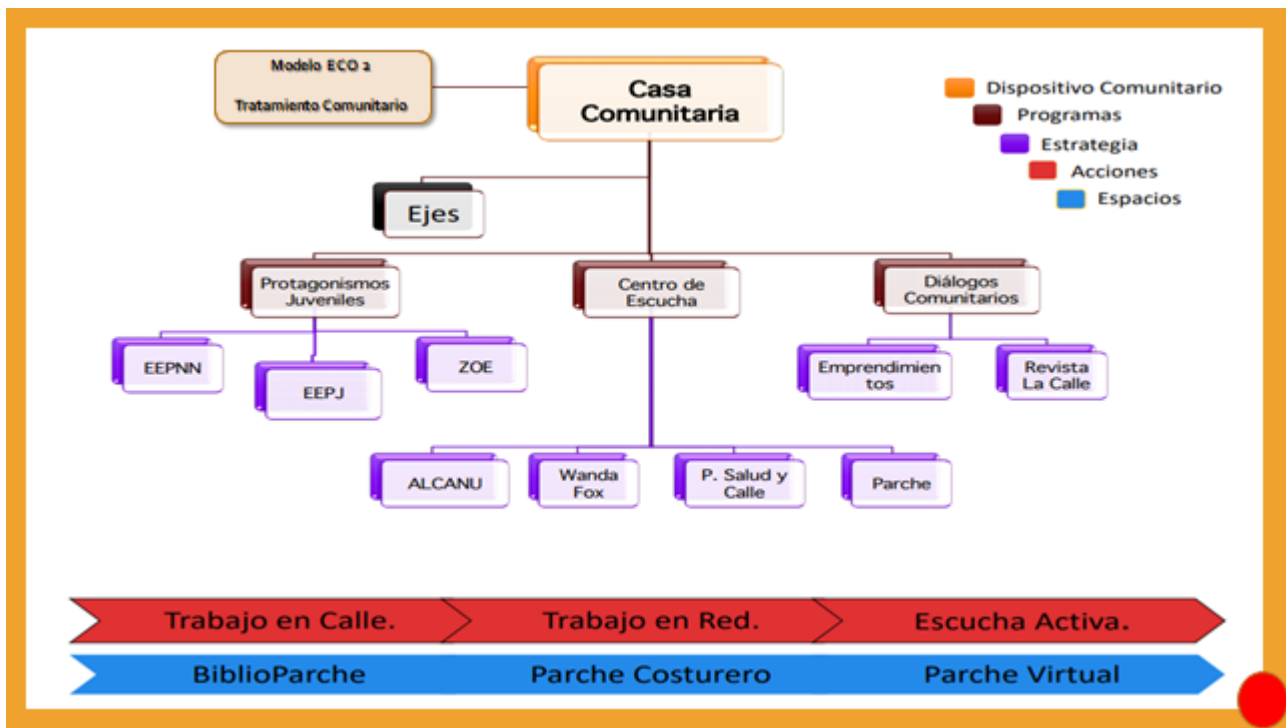 Modelo ECO 2
Tratamiento Comunitario
Casa
Comunitaria
Dispositivo Comunitario
Programas
Estrategia
Acciones
Espacios
Ejes
Protagonismos
Juveniles
Centro de
Escucha
Diálogos
Comunitarios
EEPNN
EEPJ
ZOE
Emprendimien
tos
Revista
La Calle
ALCANU
Wanda
Fox
P. Salud y
Calle
Parche
Trabajo en Calle.
Trabajo en Red.
Escucha Activa.
BiblioParche
Parche Costurero
Parche Virtual